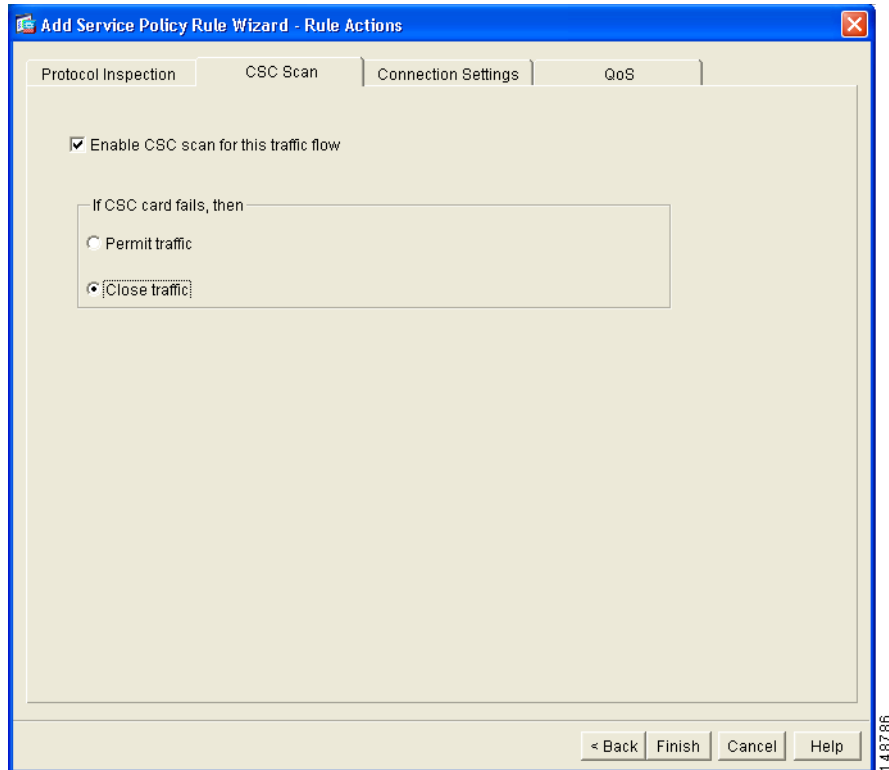 Add Service Policy Rule Wizard - Rule Actions
Protocol Inspection CSC Scan Connection Settings QoS
Enable CSC scan for this traffic flow
If CSC card fails, then
Permit traffic
Close traffic
< Back Finish Cancel Help
148786